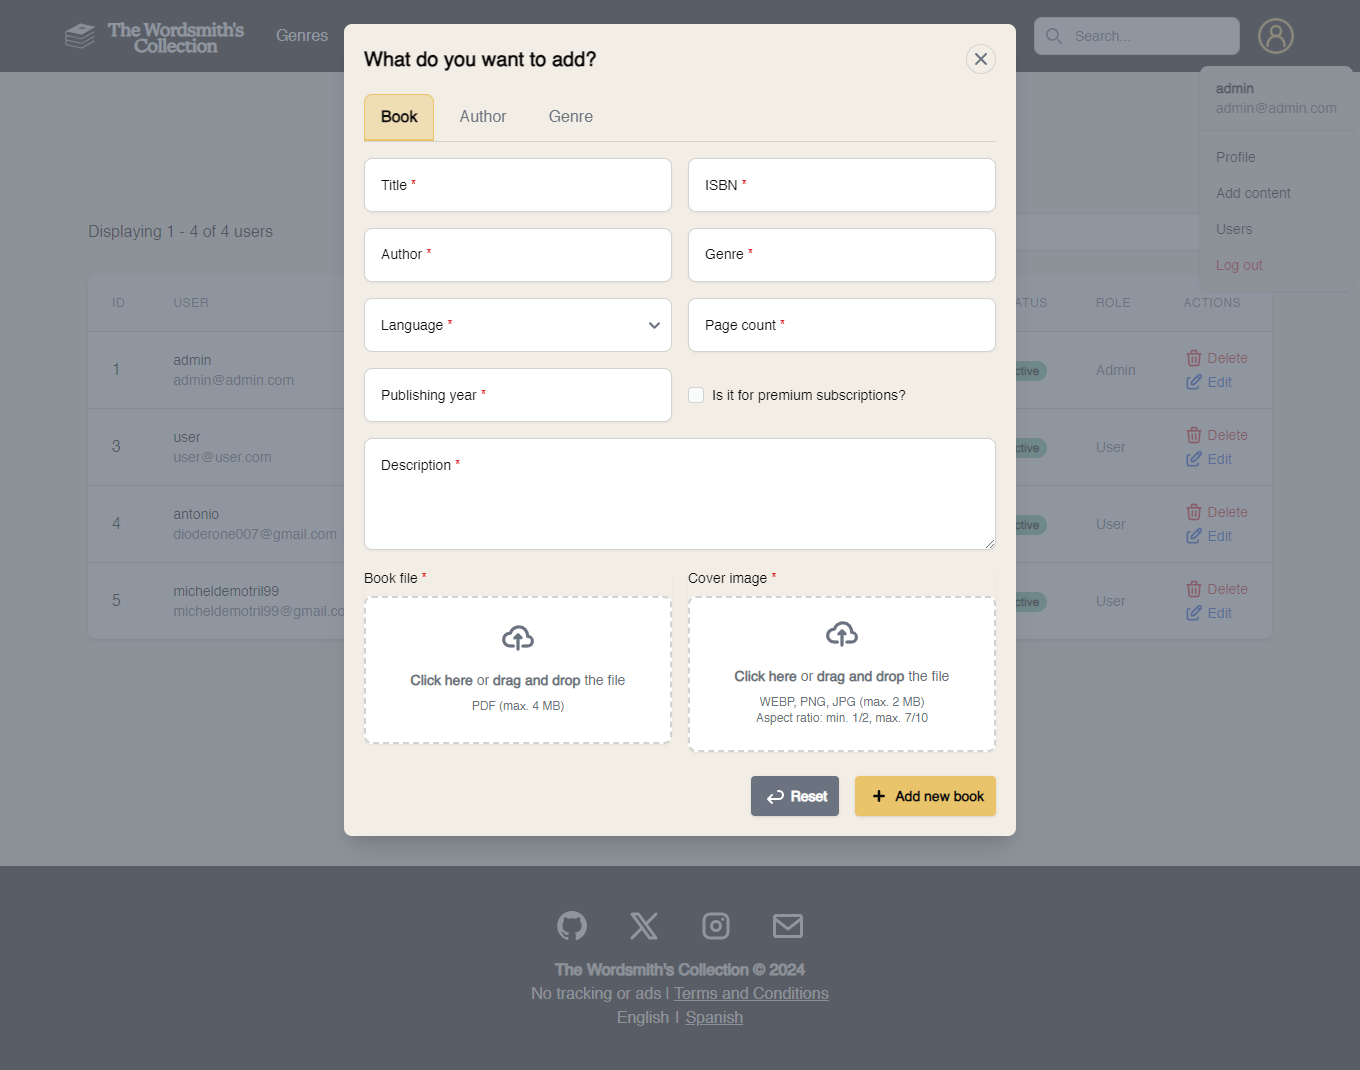 The Wordsmith's
Collection
Genres
Search...
What do you want to add?
admin
admin@admin.com
Profile
Add content
Users
Log out
Book
Author
Genre
Title *
ISBN *
Author *
Genre *
Language *
Page count *
Publishing year *
Is it for premium subscriptions?
Description *
Book file *
Cover image *
Click here or drag and drop the file
PDF (max. 4 MB)
Click here or drag and drop the file
WEBP, PNG, JPG (max. 2 MB)
Aspect ratio: min. 1/2, max. 7/10
Reset
Add new book
Displaying 1 - 4 of 4 users
ID USER ATUS ROLE ACTIONS
1 admin ctive Admin Delete
admin@admin.com Edit
3 user ctive User Delete
user@user.com Edit
4 antonio ctive User Delete
dioderone007@gmail.com Edit
5 micheldemotril99 ctive User Delete
micheldemotril99@gmail.co Edit
The Wordsmith's Collection © 2024
No tracking or ads | Terms and Conditions
English | Spanish